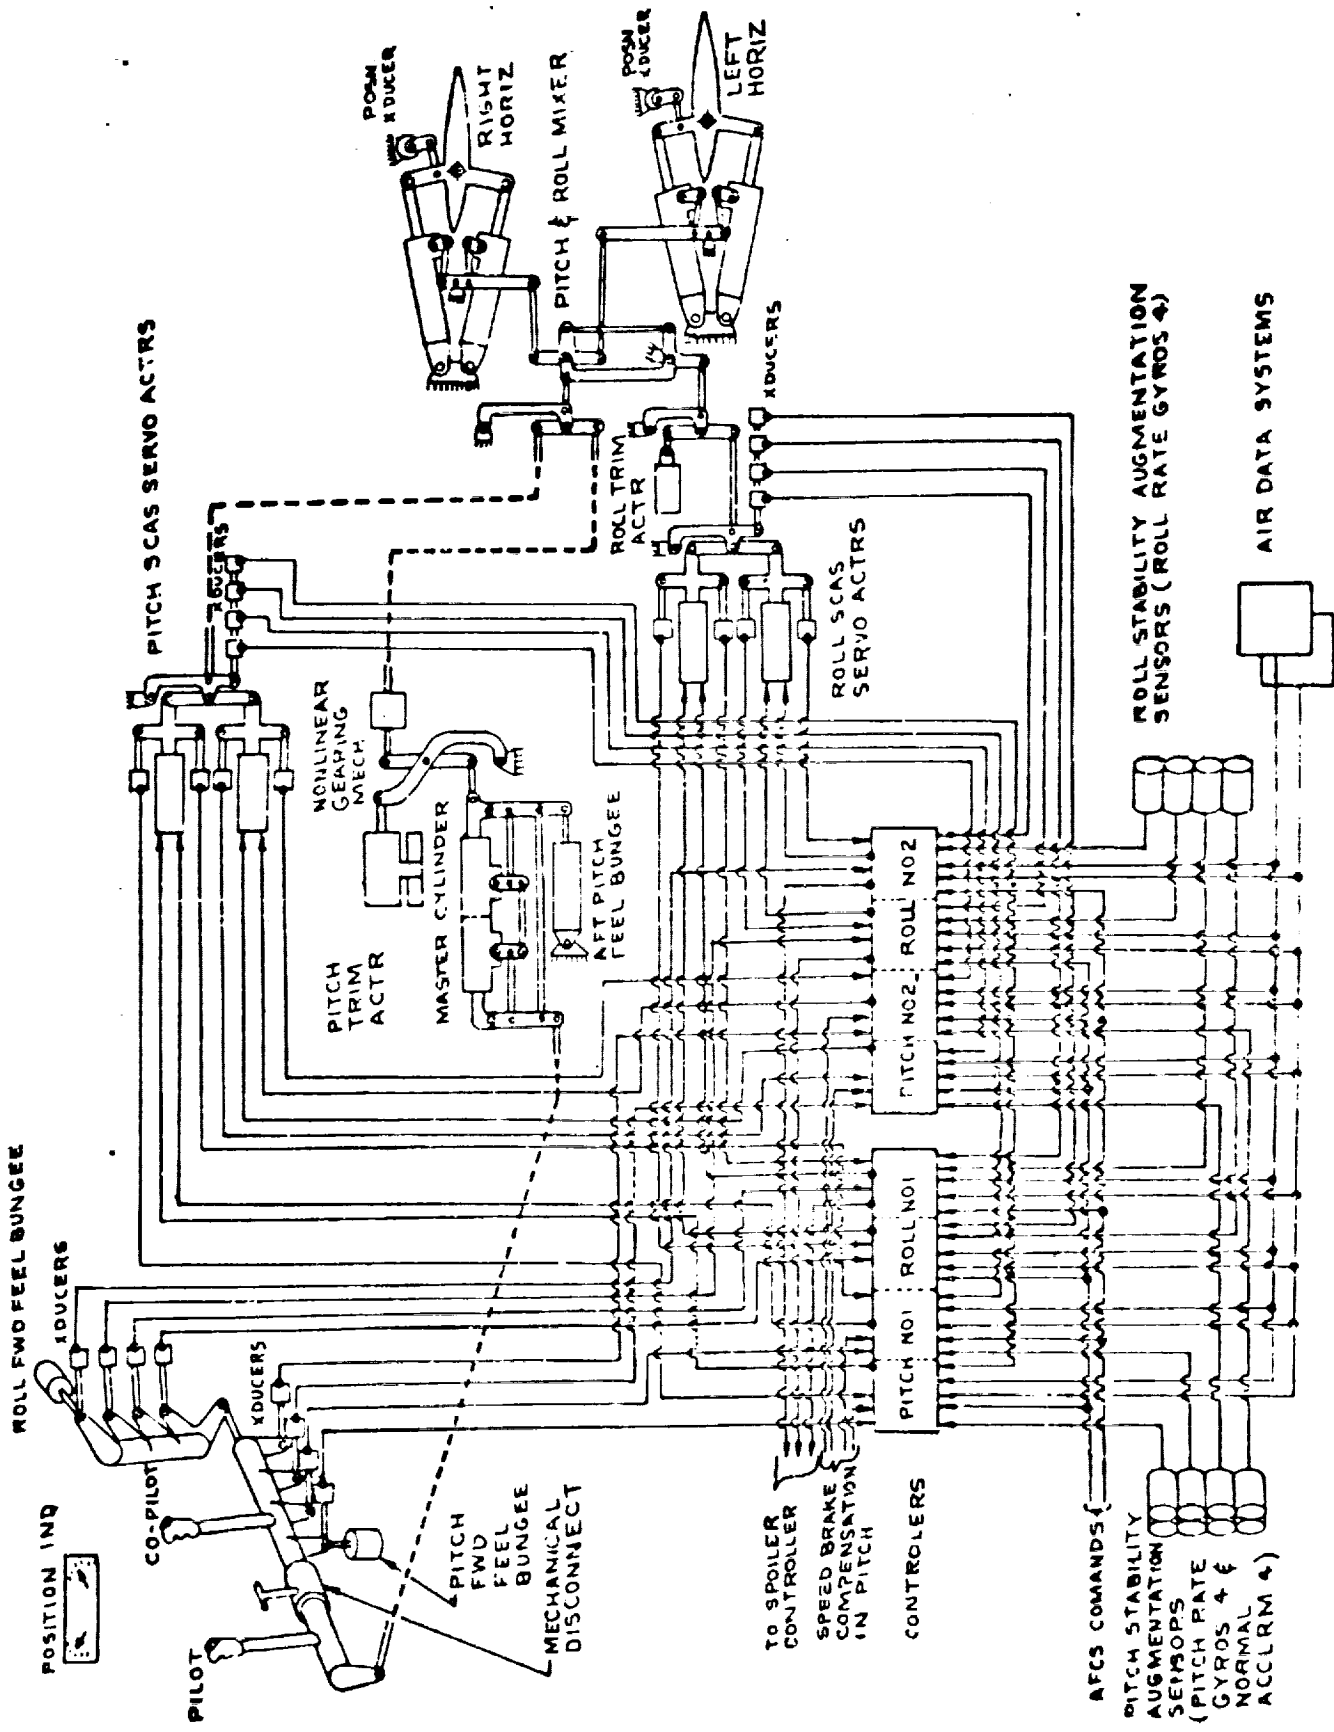 POSITION IND
PILOT
CO-PILOT
ROLL FWD FEEL BUNGEE
XDUCERS
XDUCERS
PITCH
FWD
FEEL
BUNGEE
MECHANICAL
DISCONNECT
PITCH SCAS SERVO ACTRS
XDUCERS
NONLINEAR
GEARING
MECH
PITCH
TRIM
ACTR
MASTER CYLINDER
AFT PITCH
FEEL BUNGEE
POSN
XDUCER
RIGHT
HORIZ
PITCH & ROLL MIXER
POSN
XDUCER
LEFT
HORIZ
ROLL TRIM
ACTR
XDUCERS
ROLL SCAS
SERVO ACTRS
TO SPOILER
CONTROLLER
SPEED BRAKE
COMPENSATION
IN PITCH
CONTROLERS
PITCH NO1
ROLL NO1
PITCH NO2
ROLL NO2
AFCS COMANDS
PITCH STABILITY
AUGMENTATION
SENSORS
(PITCH RATE
GYROS 4 &
NORMAL
ACCLRM 4)
ROLL STABILITY AUGMENTATION
SENSORS (ROLL RATE GYROS 4)
AIR DATA SYSTEMS